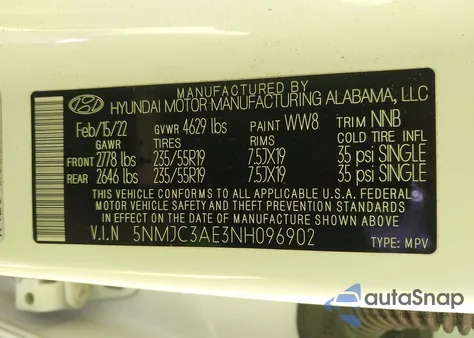 MANUFACTURED BY
HYUNDAI MOTOR MANUFACTURING ALABAMA, LLC
Feb/15/22 GVWR 4629 lbs PAINT WW8 TRIM NNB
GAWR TIRES RIMS COLD PRESSURE
FRONT 2778 lbs 235/55R19 7.5JX19 35 psi SINGLE
REAR 2646 lbs 235/55R19 7.5JX19 35 psi SINGLE
THIS VEHICLE CONFORMS TO ALL APPLICABLE U.S.A. FEDERAL
MOTOR VEHICLE SAFETY AND THEFT PREVENTION STANDARDS
IN EFFECT ON THE DATE OF MANUFACTURE SHOWN ABOVE.
V.I.N 5NMJC3AE3NH096902 TYPE: MPV
autoSnap